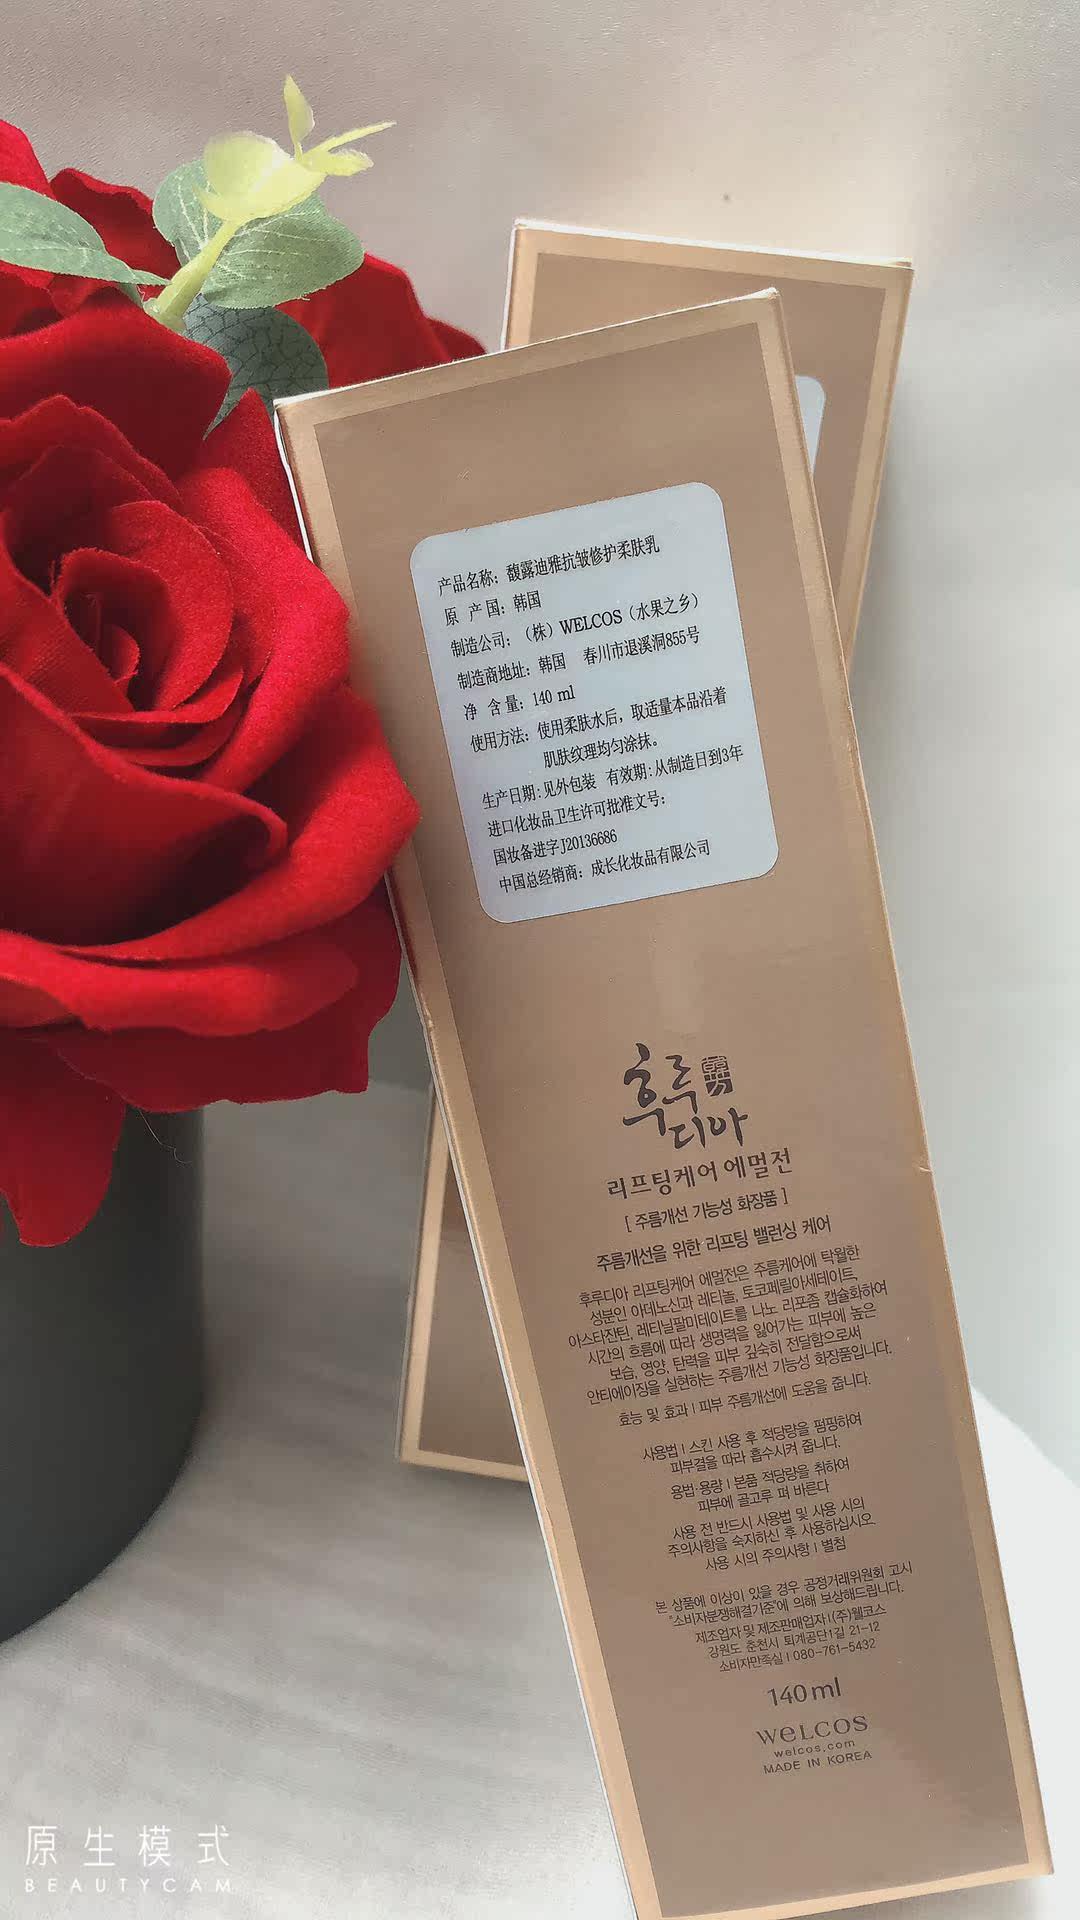 产品名称：馥露迪雅抗皱修护柔肤乳
原 产 国：韩国
制造公司：（株）WELCOS（水果之乡）
制造商地址：韩国 春川市退溪洞855号
净 含 量：140 ml
使用方法：使用柔肤水后，取适量本品沿着
肌肤纹理均匀涂抹。
生产日期：见外包装 有效期：从制造日到3年
进口化妆品卫生许可批准文号：
国妆备进字J20136686
中国总经销商：成长化妆品有限公司
후루
디아
리프팅케어 에멀전
[ 주름개선 기능성 화장품 ]
주름개선을 위한 리프팅 밸런싱 케어
후루디아 리프팅케어 에멀전은 주름케어에 탁월한
성분인 아데노신과 레티놀, 토코페릴아세테이트,
아스타잔틴, 레티닐팔미테이트를 나노 리포좀 캡슐화하여
시간의 흐름에 따라 생명력을 잃어가는 피부에 높은
보습, 영양, 탄력을 피부 깊숙히 전달함으로써
안티에이징을 실현하는 주름개선 기능성 화장품입니다.
효능 및 효과 | 피부 주름개선에 도움을 줍니다.
사용법 | 스킨 사용 후 적당량을 펌핑하여
피부결을 따라 흡수시켜 줍니다.
용법·용량 | 본품 적당량을 취하여
피부에 골고루 펴 바른다
사용 전 반드시 사용법 및 사용 시의
주의사항을 숙지하신 후 사용하십시오.
사용 시의 주의사항 | 별첨
본 상품에 이상이 있을 경우 공정거래위원회 고시
"소비자분쟁해결기준"에 의해 보상해드립니다.
제조업자 및 제조판매업자 | (주)웰코스
강원도 춘천시 퇴계공단1길 21-12
소비자만족실 | 080-761-5432
140ml
WELCOS
welcos.com
MADE IN KOREA
原生模式
BEAUTYCAM